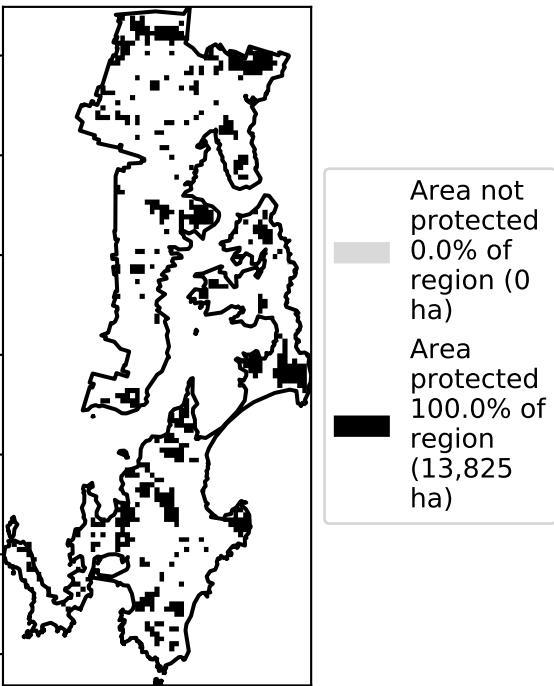 Area not
protected
0.0% of
region (0
ha)
Area
protected
100.0% of
region
(13,825
ha)